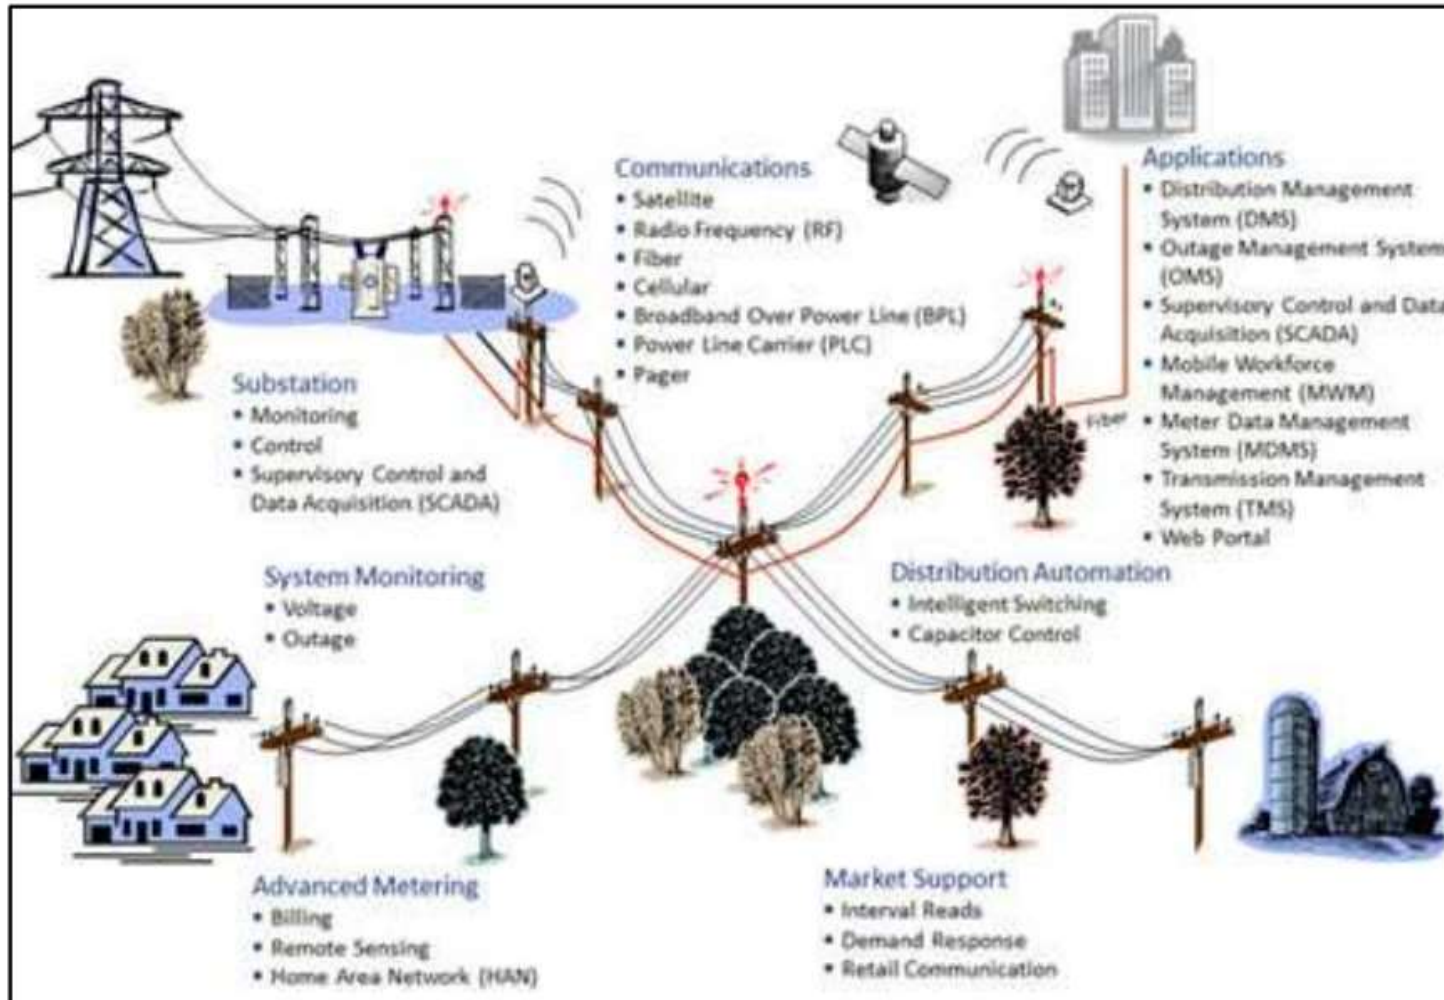 Communications
• Satellite
• Radio Frequency (RF)
• Fiber
• Cellular
• Broadband Over Power Line (BPL)
• Power Line Carrier (PLC)
• Pager
Applications
• Distribution Management
System (DMS)
• Outage Management System
(OMS)
• Supervisory Control and Data
Acquisition (SCADA)
• Mobile Workforce
Management (MWM)
• Meter Data Management
System (MDMS)
• Transmission Management
System (TMS)
• Web Portal
Fiber
Substation
• Monitoring
• Control
• Supervisory Control and
Data Acquisition (SCADA)
System Monitoring
• Voltage
• Outage
Distribution Automation
• Intelligent Switching
• Capacitor Control
Advanced Metering
• Billing
• Remote Sensing
• Home Area Network (HAN)
Market Support
• Interval Reads
• Demand Response
• Retail Communication